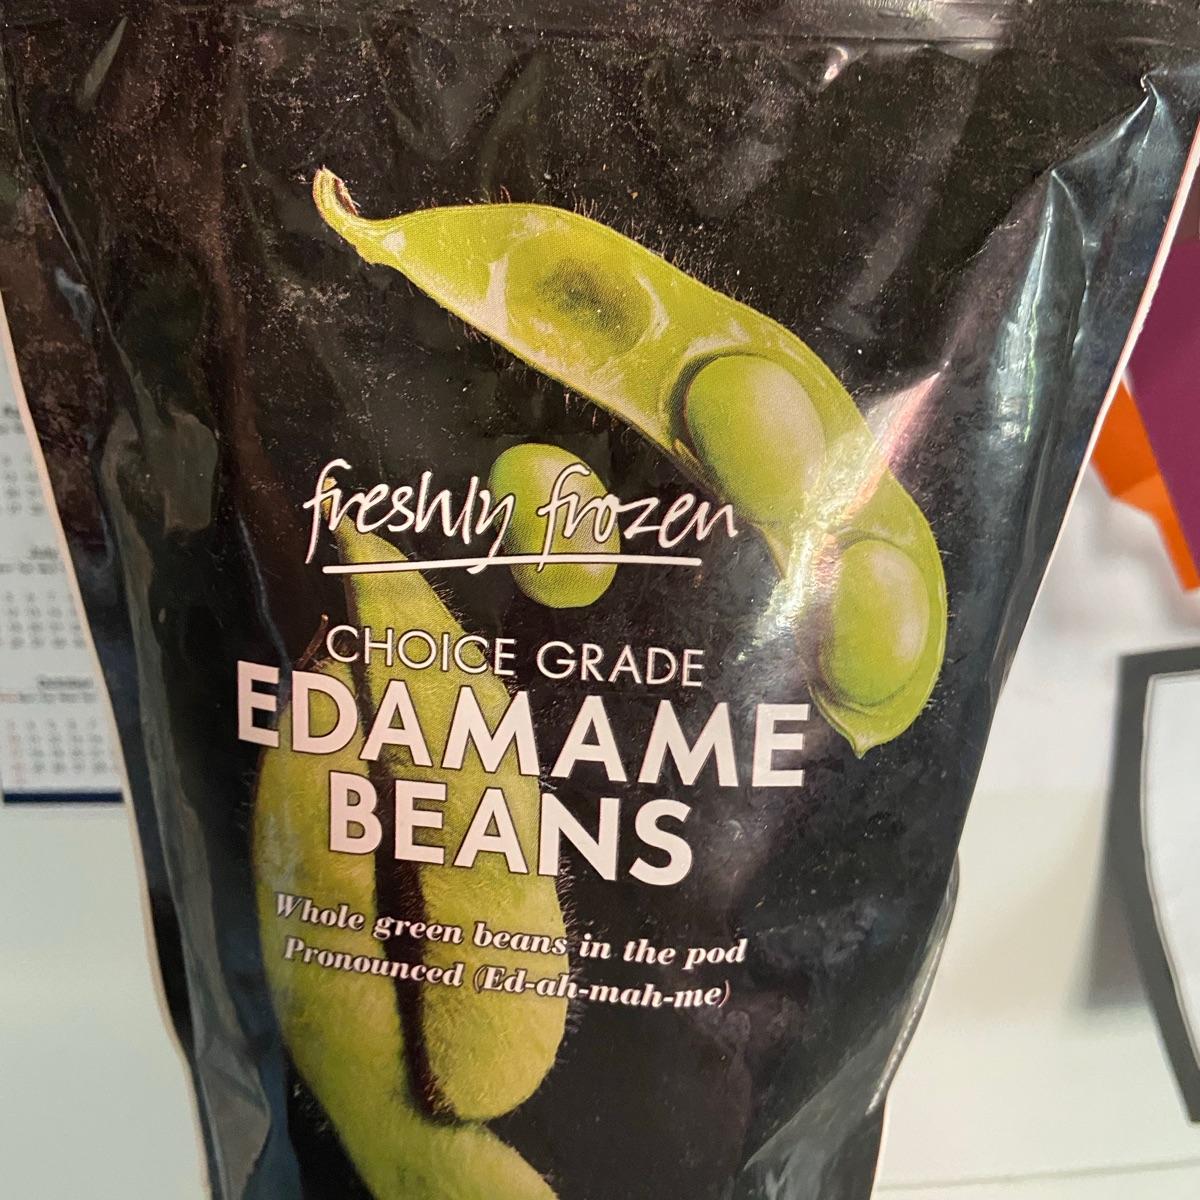 freshly frozen
CHOICE GRADE
EDAMAME
BEANS
Whole green beans in the pod
Pronounced (Ed-ah-mah-me)